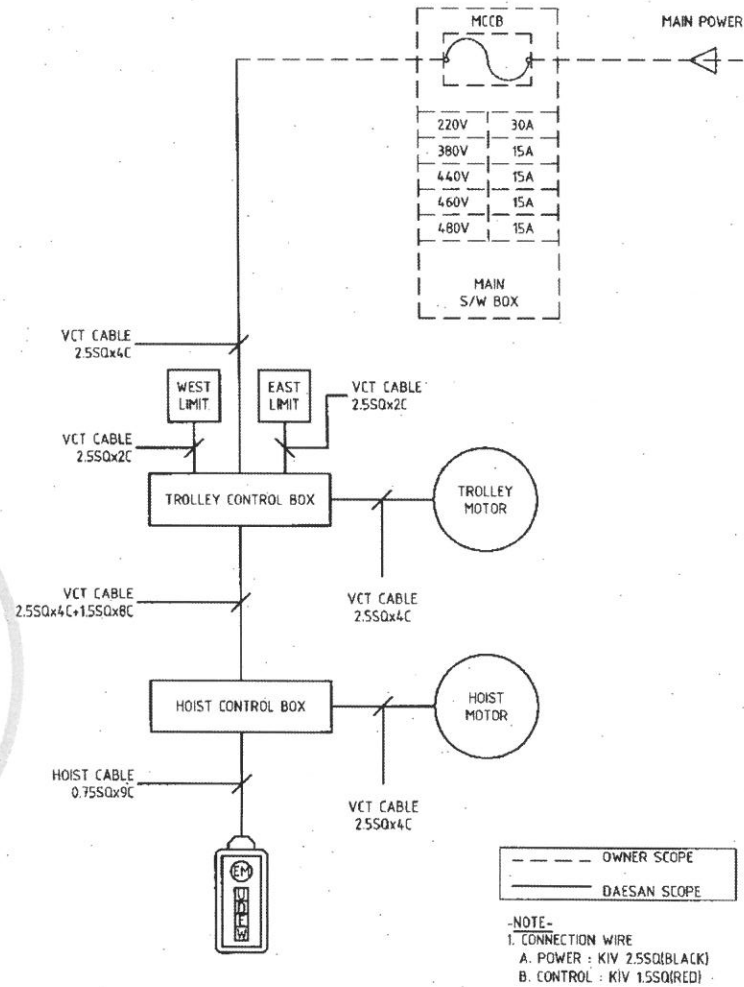 MCCB
MAIN POWER
220V 30A
380V 15A
440V 15A
460V 15A
480V 15A
MAIN
S/W BOX
VCT CABLE
2.5SQx4C
WEST
LIMIT
EAST
LIMIT
VCT CABLE
2.5SQx2C
VCT CABLE
2.5SQx2C
TROLLEY CONTROL BOX
TROLLEY
MOTOR
VCT CABLE
2.5SQx4C
VCT CABLE
2.5SQx4C+1.5SQx8C
HOIST CONTROL BOX
HOIST
MOTOR
VCT CABLE
2.5SQx4C
HOIST CABLE
0.75SQx9C
EM
U
D
E
W
OWNER SCOPE
DAESAN SCOPE
-NOTE-
1. CONNECTION WIRE
A. POWER : KIV 2.5SQ(BLACK)
B. CONTROL : KIV 1.5SQ(RED)